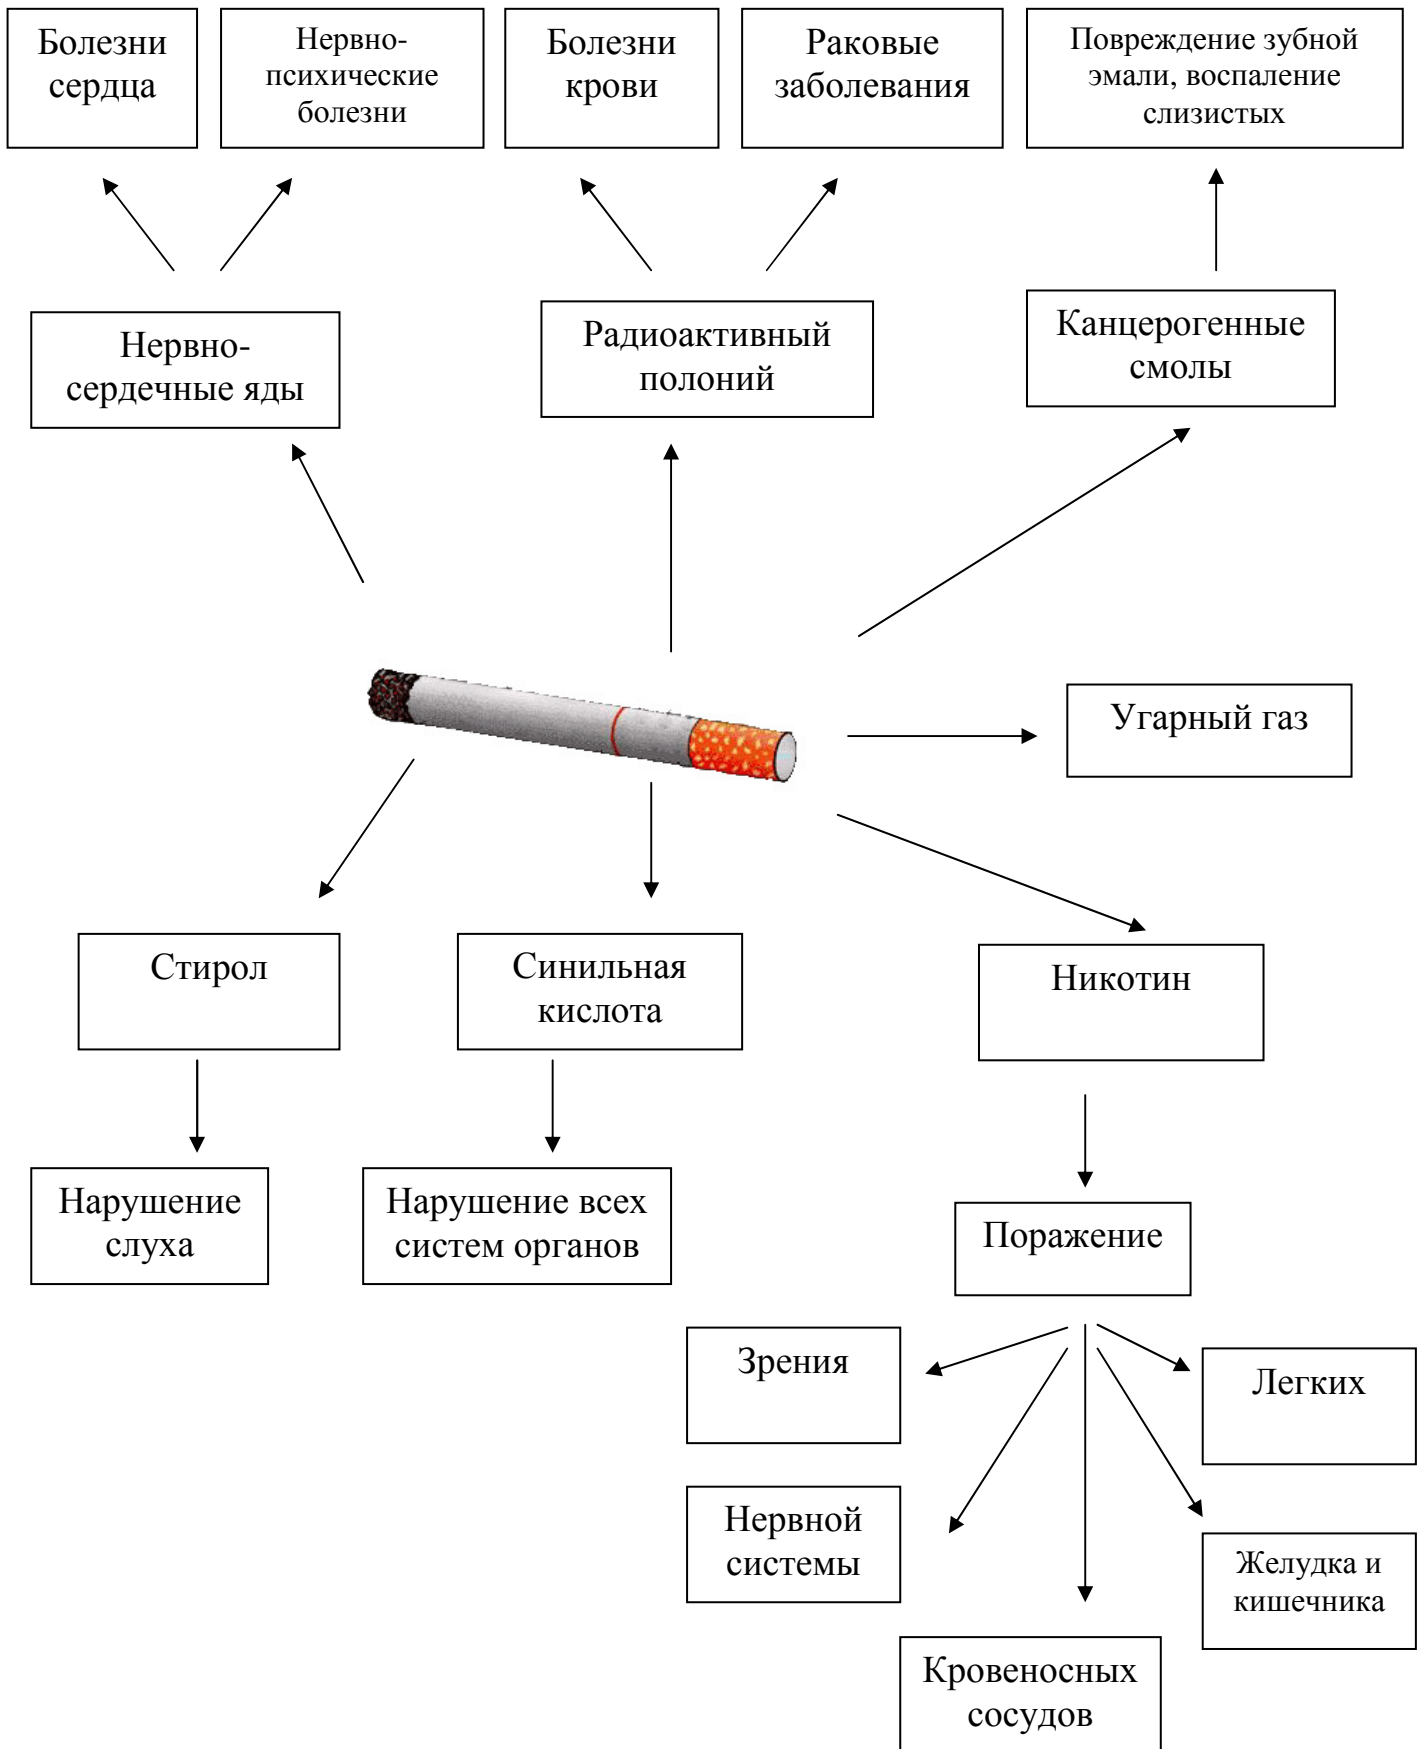 Болезни
сердца
Нервно-
психические
болезни
Болезни
крови
Раковые
заболевания
Повреждение зубной
эмали, воспаление
слизистых
Нервно-
сердечные яды
Радиоактивный
полоний
Канцерогенные
смолы
Угарный газ
Стирол
Синильная
кислота
Никотин
Нарушение
слуха
Нарушение всех
систем органов
Поражение
Зрения
Легких
Нервной
системы
Желудка и
кишечника
Кровеносных
сосудов